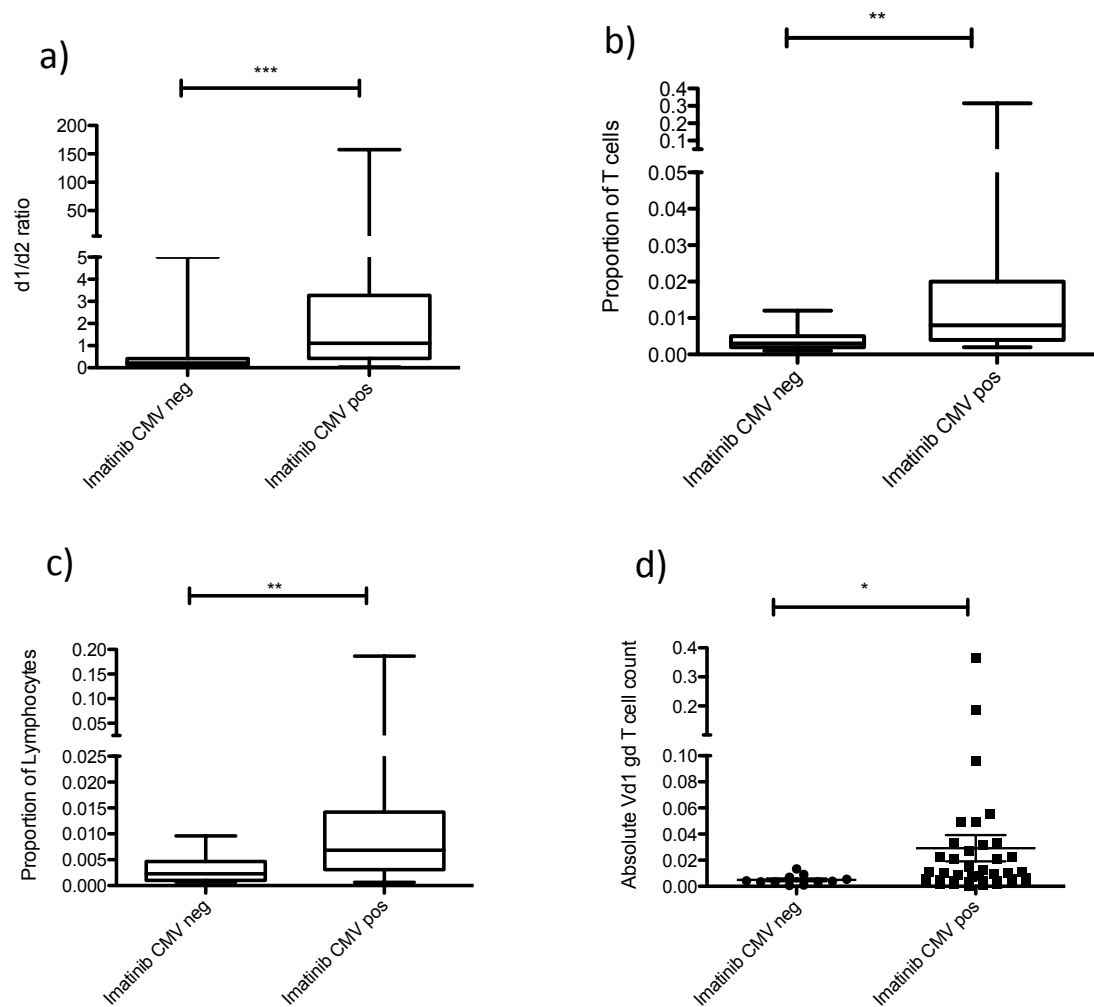 a)
***
d1/d2 ratio
200
150
100
50
5
4
3
2
1
0
Imatinib CMV neg
Imatinib CMV pos
b)
**
Proportion of T cells
0.4
0.3
0.2
0.1
0.05
0.04
0.03
0.02
0.01
0.00
Imatinib CMV neg
Imatinib CMV pos
c)
**
Proportion of Lymphocytes
0.20
0.15
0.10
0.05
0.025
0.020
0.015
0.010
0.005
0.000
Imatinib CMV neg
Imatinib CMV pos
d)
*
Absolute Vd1 gd T cell count
0.4
0.3
0.2
0.10
0.08
0.06
0.04
0.02
0.00
Imatinib CMV neg
Imatinib CMV pos